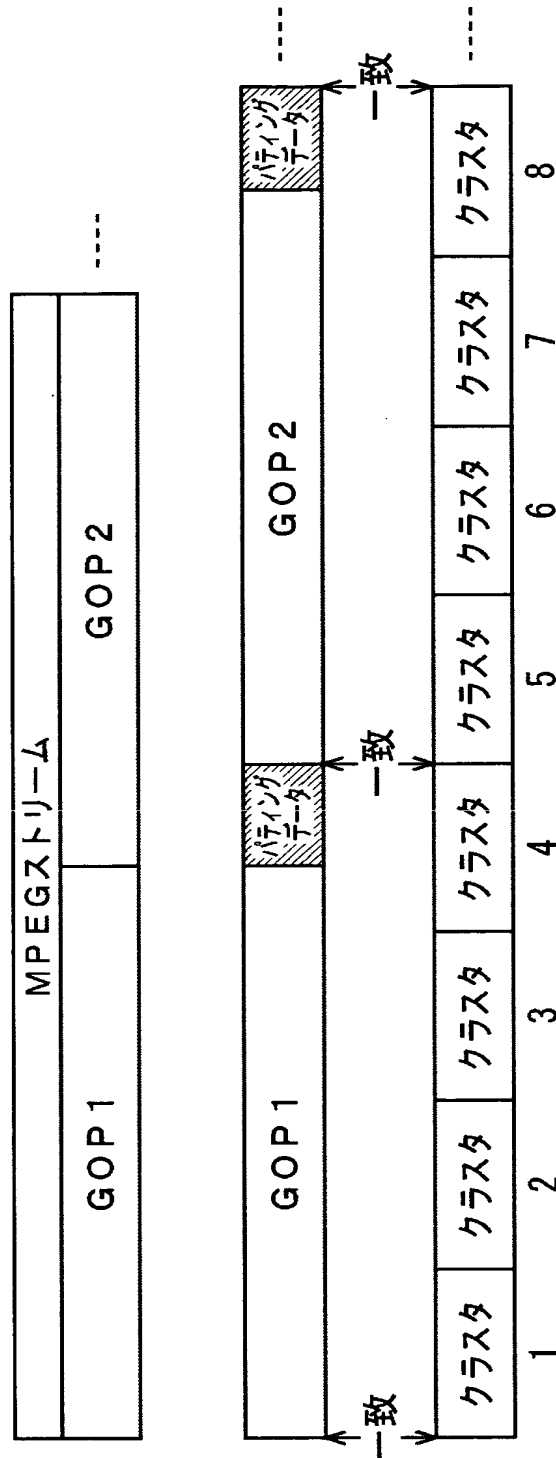 MPEGストリーム
GOP1 GOP2 -----
GOP1 パディング GOP2 パディング -----
データ データ
一致 一致 一致
クラスタ クラスタ クラスタ クラスタ クラスタ クラスタ クラスタ クラスタ -----
1 2 3 4 5 6 7 8